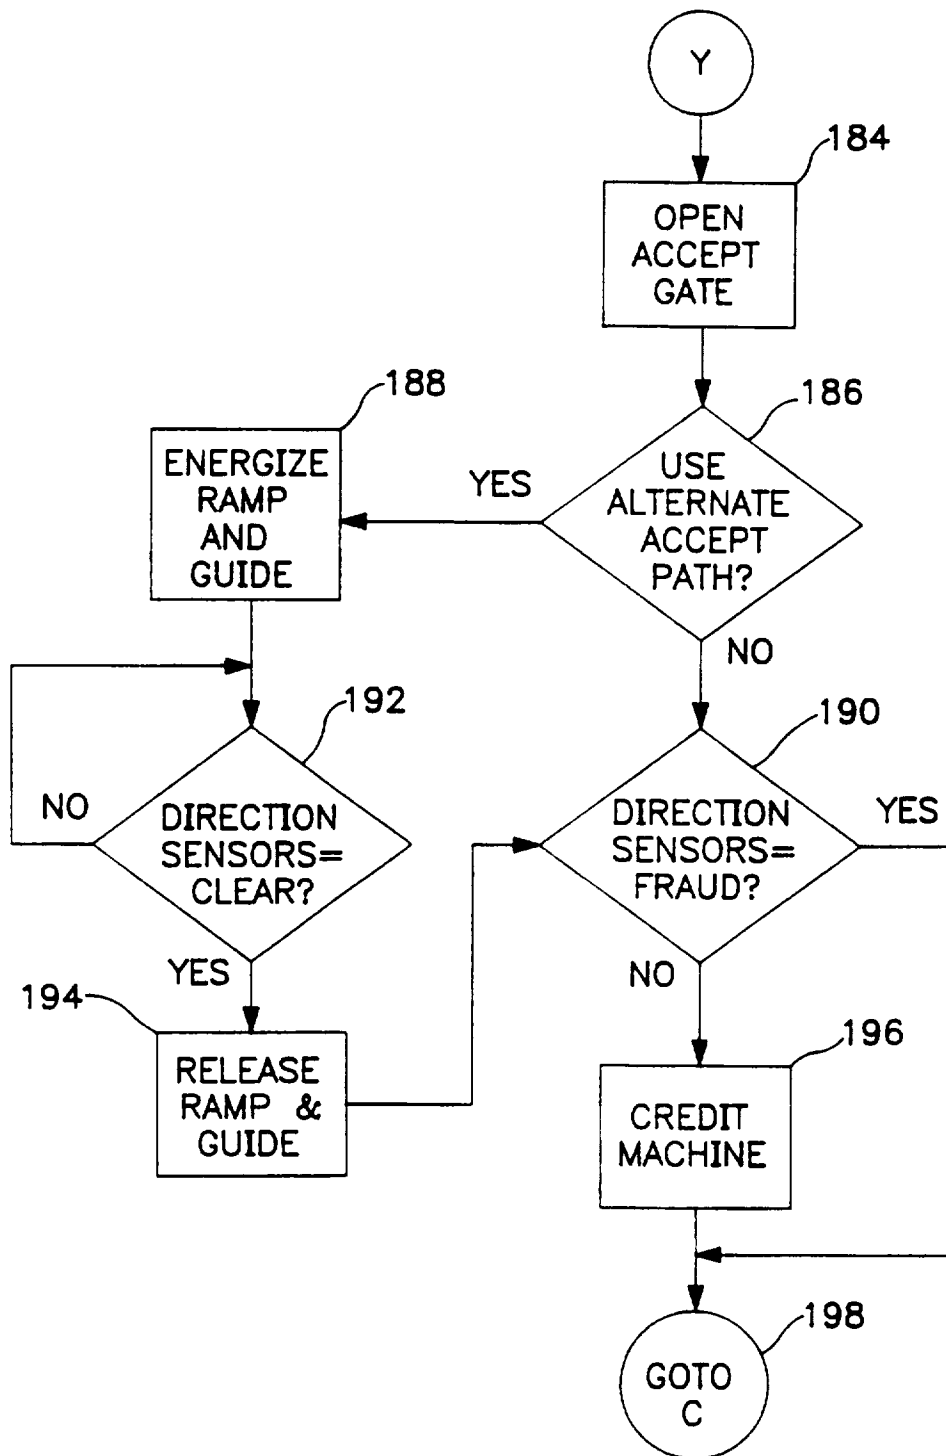 Y
184
OPEN
ACCEPT
GATE
186
USE
ALTERNATE
ACCEPT
PATH?
YES
NO
188
ENERGIZE
RAMP
AND
GUIDE
192
DIRECTION
SENSORS=
CLEAR?
NO
YES
194
RELEASE
RAMP &
GUIDE
190
DIRECTION
SENSORS=
FRAUD?
YES
NO
196
CREDIT
MACHINE
198
GOTO
C